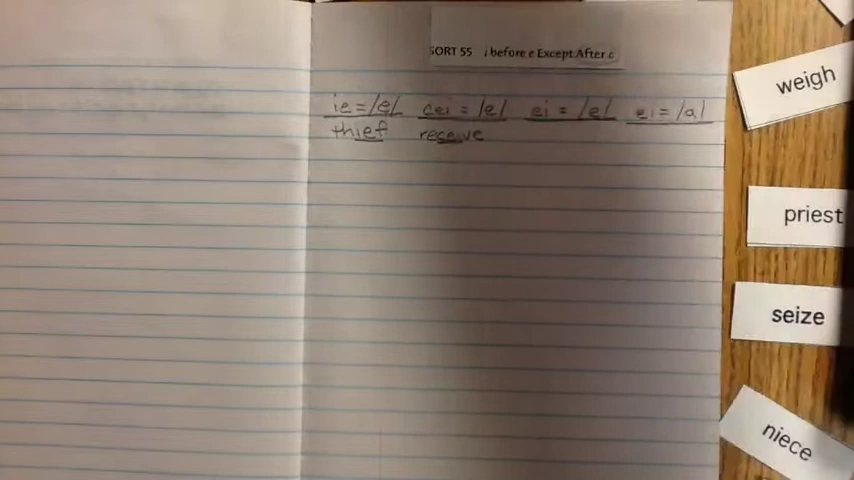 SORT 55 i before e Except After c
ie = /e/ cei = /e/ ei = /e/ ei = /a/
thief receive
weigh
priest
seize
niece